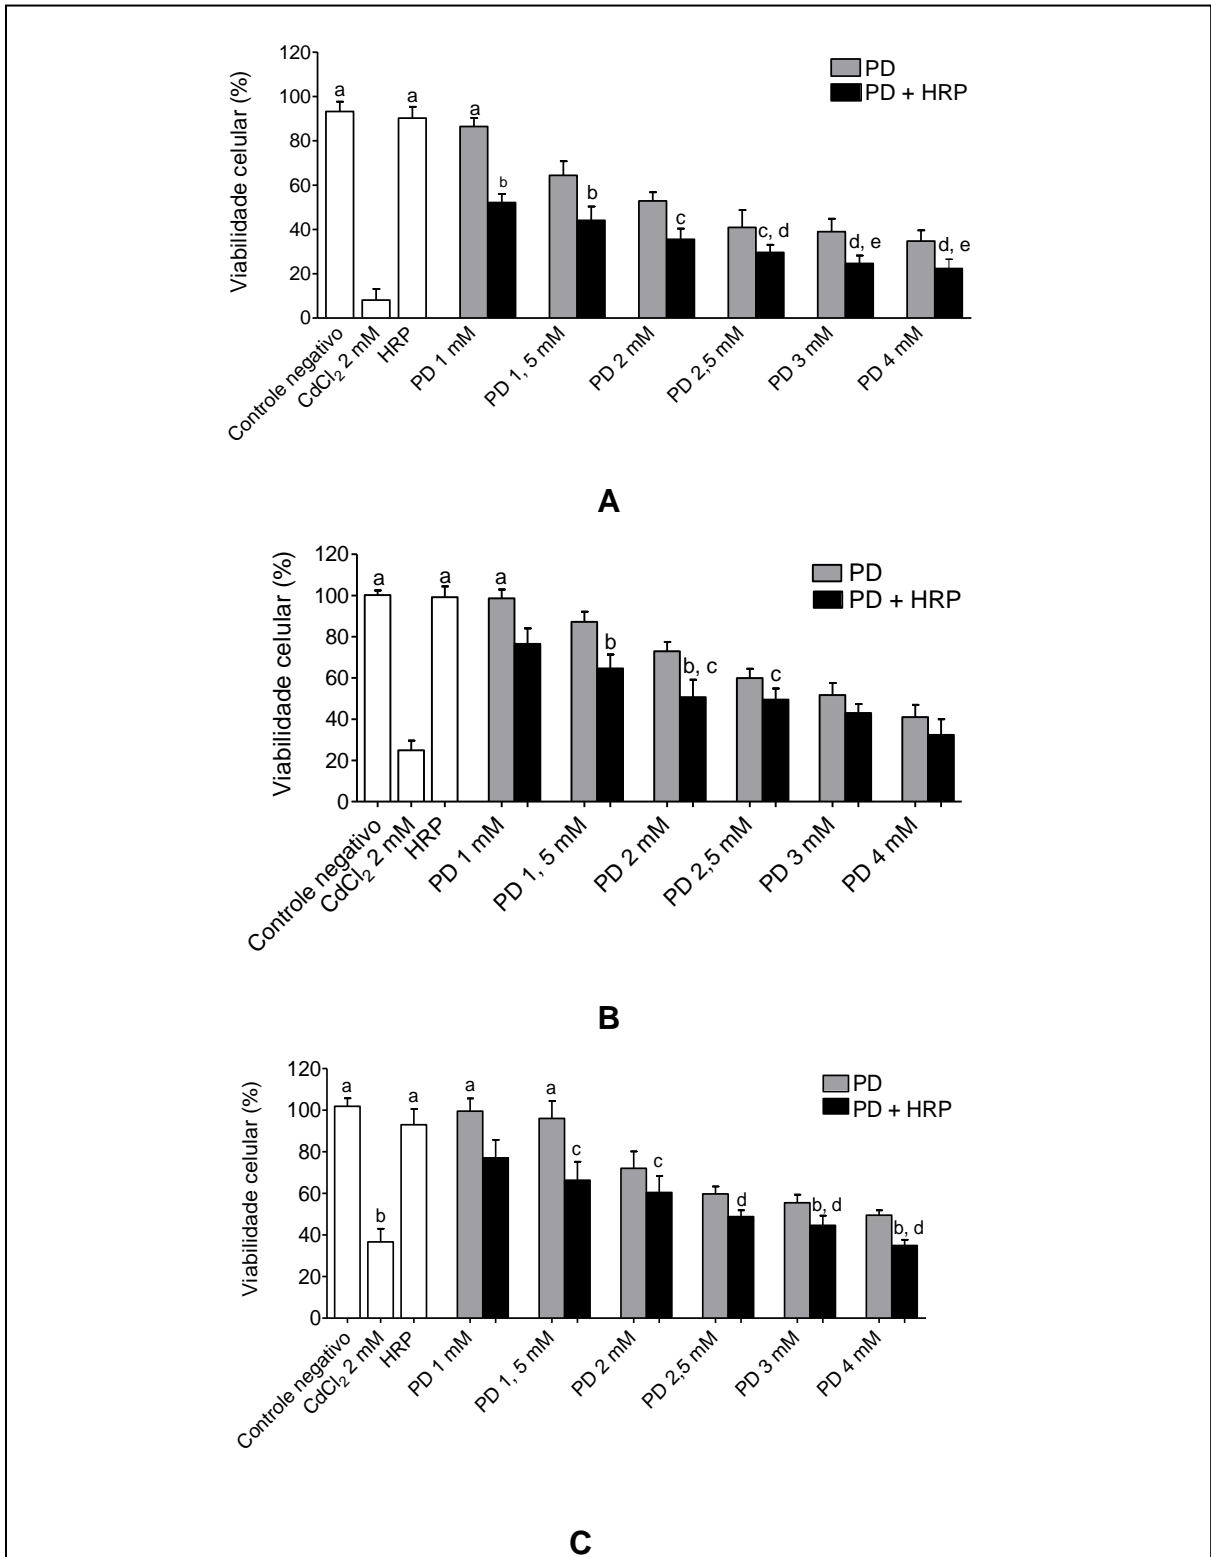 120
100
80
60
40
20
0
Viabilidade celular (%)
PD
PD + HRP
a
a
a
b
b
c
c, d
d, e
d, e
Controle negativo
CdCl₂ 2 mM
HRP
PD 1 mM
PD 1, 5 mM
PD 2 mM
PD 2,5 mM
PD 3 mM
PD 4 mM
A
120
100
80
60
40
20
0
Viabilidade celular (%)
PD
PD + HRP
a
a
a
b
b, c
c
Controle negativo
CdCl₂ 2 mM
HRP
PD 1 mM
PD 1, 5 mM
PD 2 mM
PD 2,5 mM
PD 3 mM
PD 4 mM
B
120
100
80
60
40
20
0
Viabilidade celular (%)
PD
PD + HRP
a
b
a
a
a
c
c
d
b, d
b, d
Controle negativo
CdCl₂ 2 mM
HRP
PD 1 mM
PD 1, 5 mM
PD 2 mM
PD 2,5 mM
PD 3 mM
PD 4 mM
C